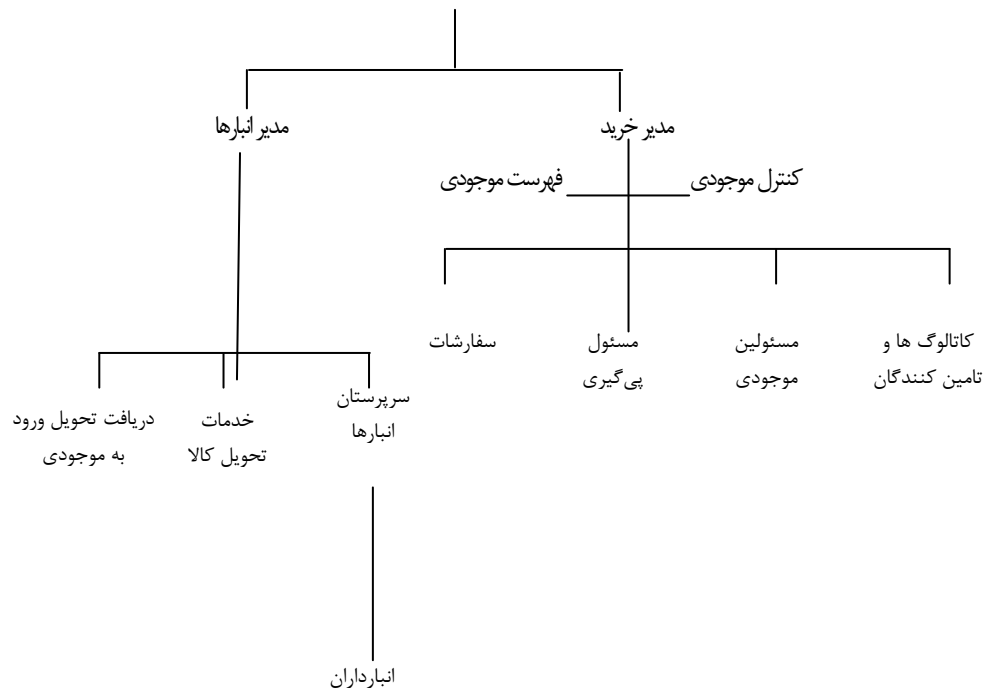 مدیر خرید
مدیر انبارها
کنترل موجودی
فهرست موجودی
کاتالوگ ها و
تامین کنندگان
مسئولین
موجودی
مسئول
پی‌گیری
سفارشات
سرپرستان
انبارها
خدمات
تحویل کالا
دریافت تحویل ورود
به موجودی
انبارداران